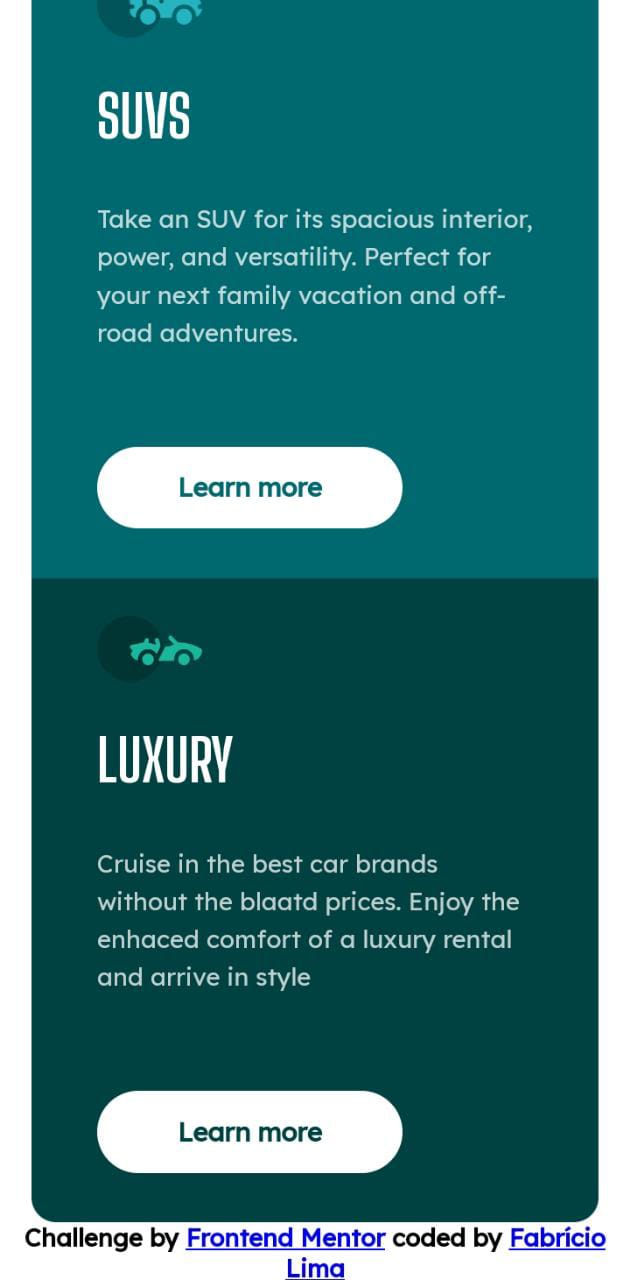 SUVS
Take an SUV for its spacious interior,
power, and versatility. Perfect for
your next family vacation and off-
road adventures.
Learn more
LUXURY
Cruise in the best car brands
without the blaatd prices. Enjoy the
enhaced comfort of a luxury rental
and arrive in style
Learn more
Challenge by Frontend Mentor coded by Fabrício
Lima